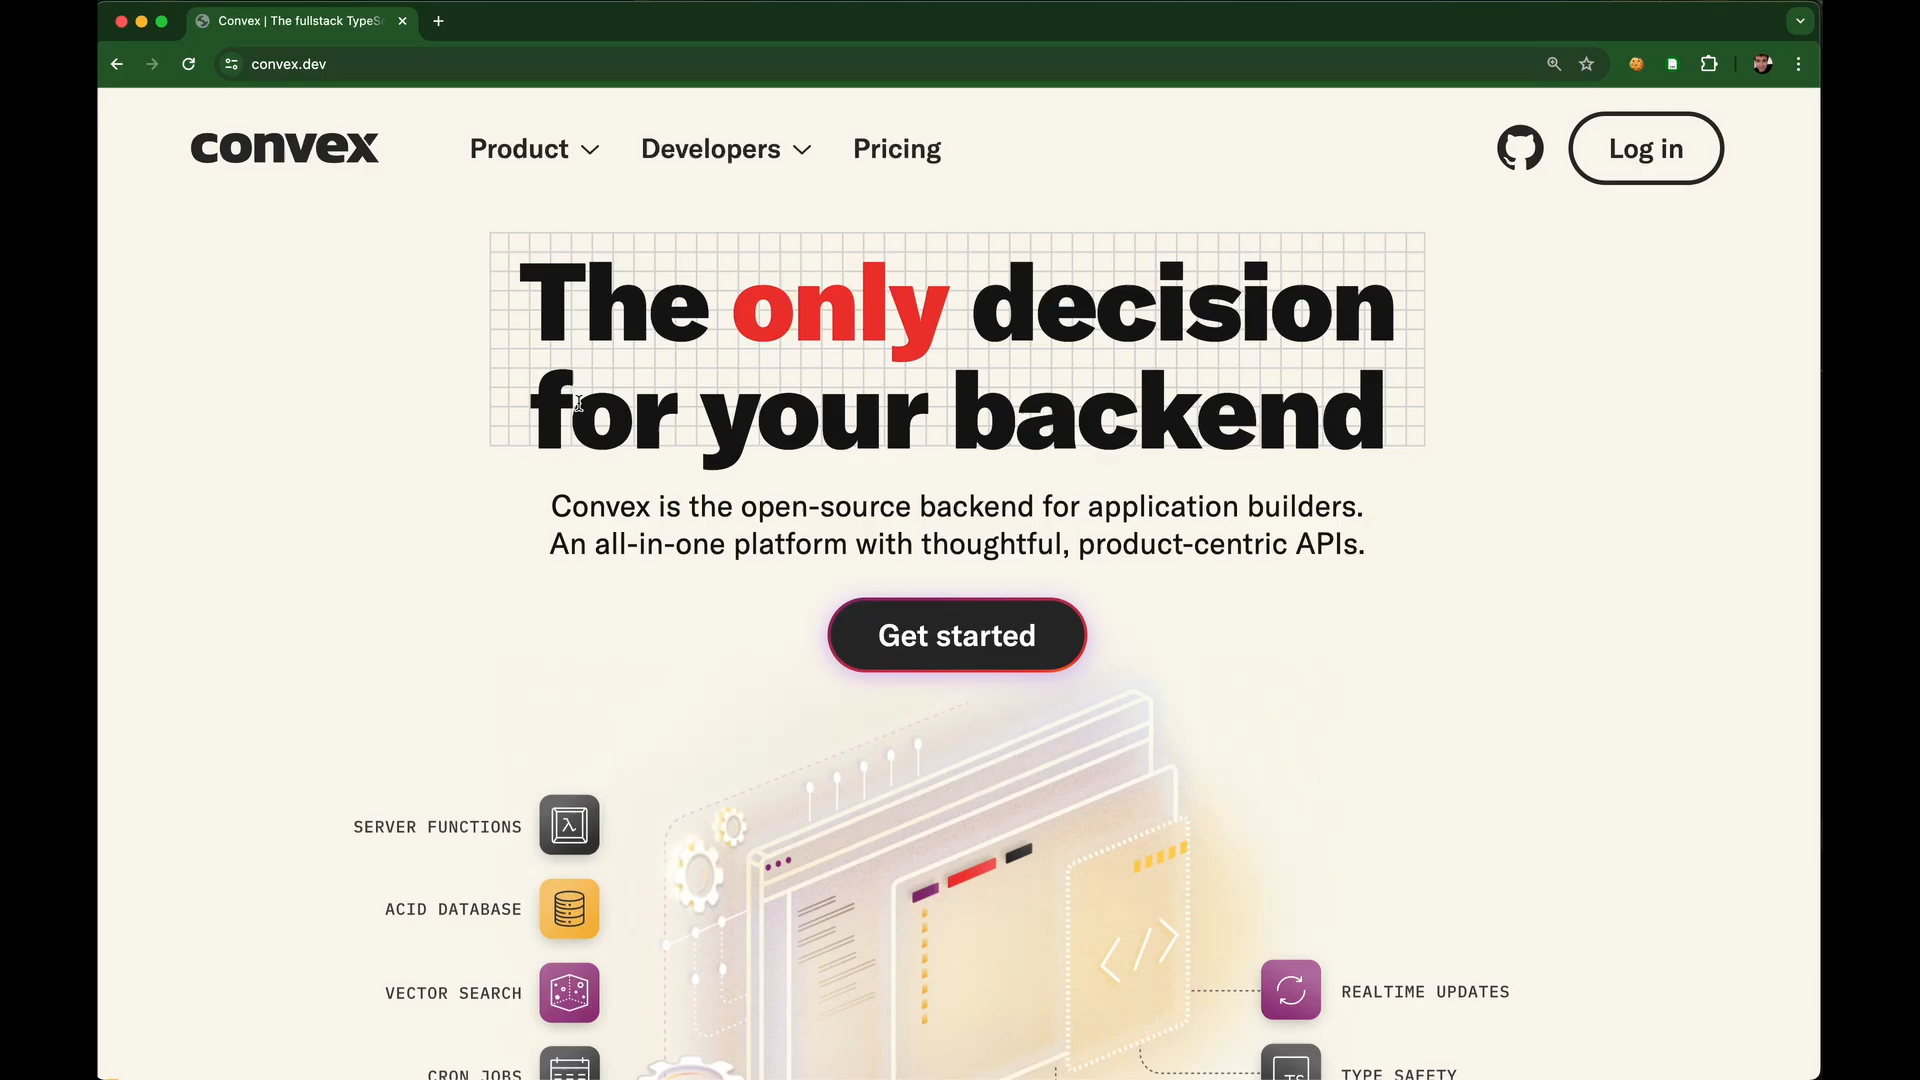 Convex | The fullstack TypeSc
convex.dev
convex
Product
Developers
Pricing
Log in
The only decision
for your backend
Convex is the open-source backend for application builders.
An all-in-one platform with thoughtful, product-centric APIs.
Get started
SERVER FUNCTIONS
λ
ACID DATABASE
VECTOR SEARCH
CRON JOBS
</>
REALTIME UPDATES
TS
TYPE SAFETY